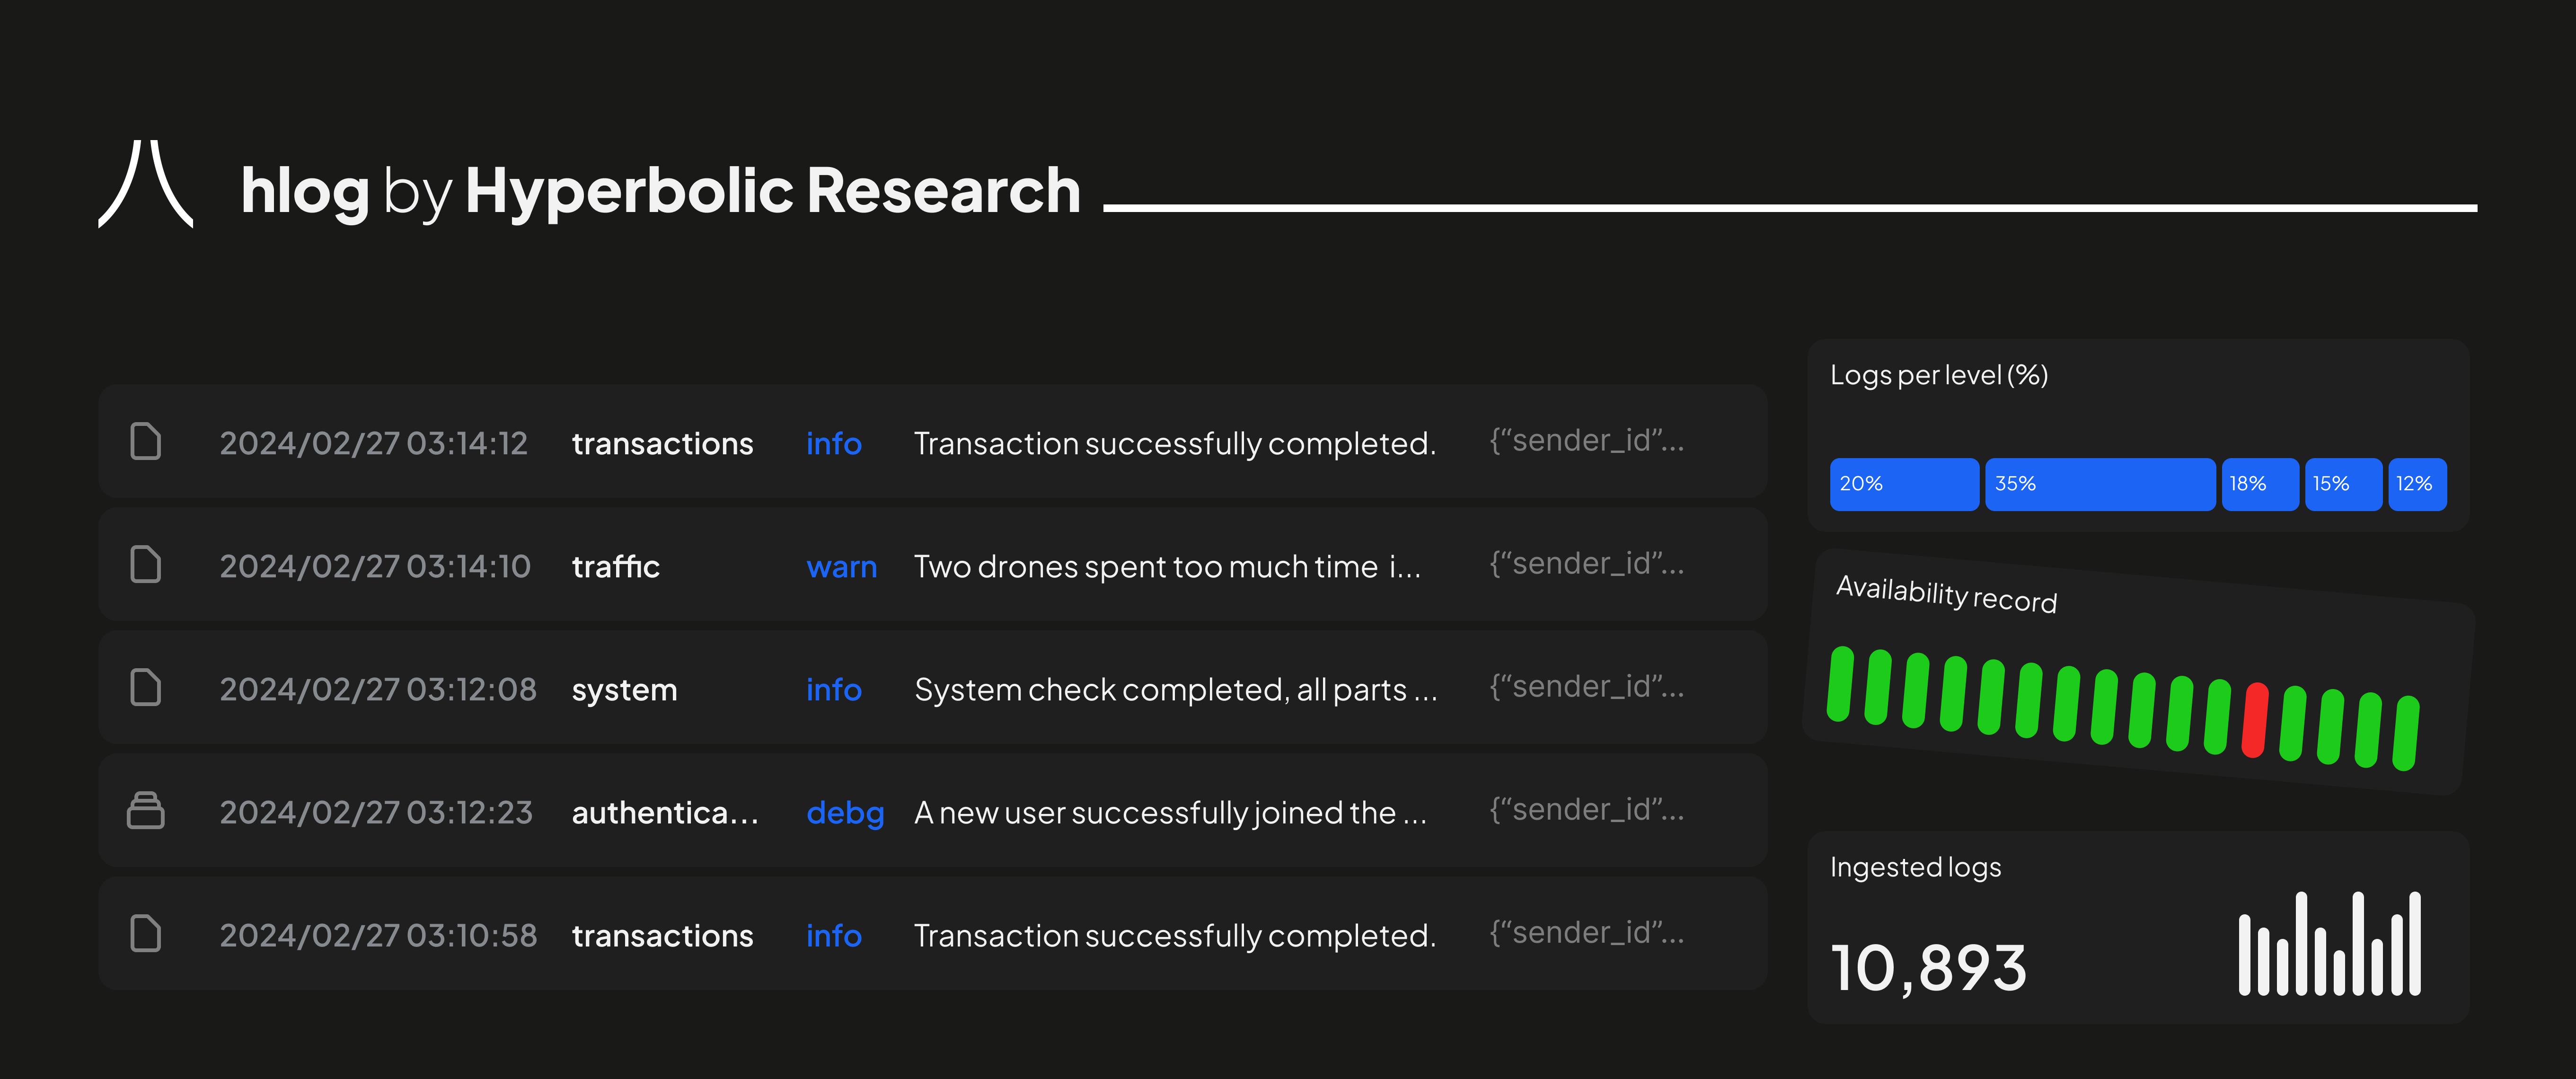 hlog by Hyperbolic Research
2024/02/27 03:14:12 transactions info Transaction successfully completed. {“sender_id”...
2024/02/27 03:14:10 traffic warn Two drones spent too much time i... {“sender_id”...
2024/02/27 03:12:08 system info System check completed, all parts ... {“sender_id”...
2024/02/27 03:12:23 authentica... debg A new user successfully joined the ... {“sender_id”...
2024/02/27 03:10:58 transactions info Transaction successfully completed. {“sender_id”...
Logs per level (%)
20% 35% 18% 15% 12%
Availability record
Ingested logs
10,893